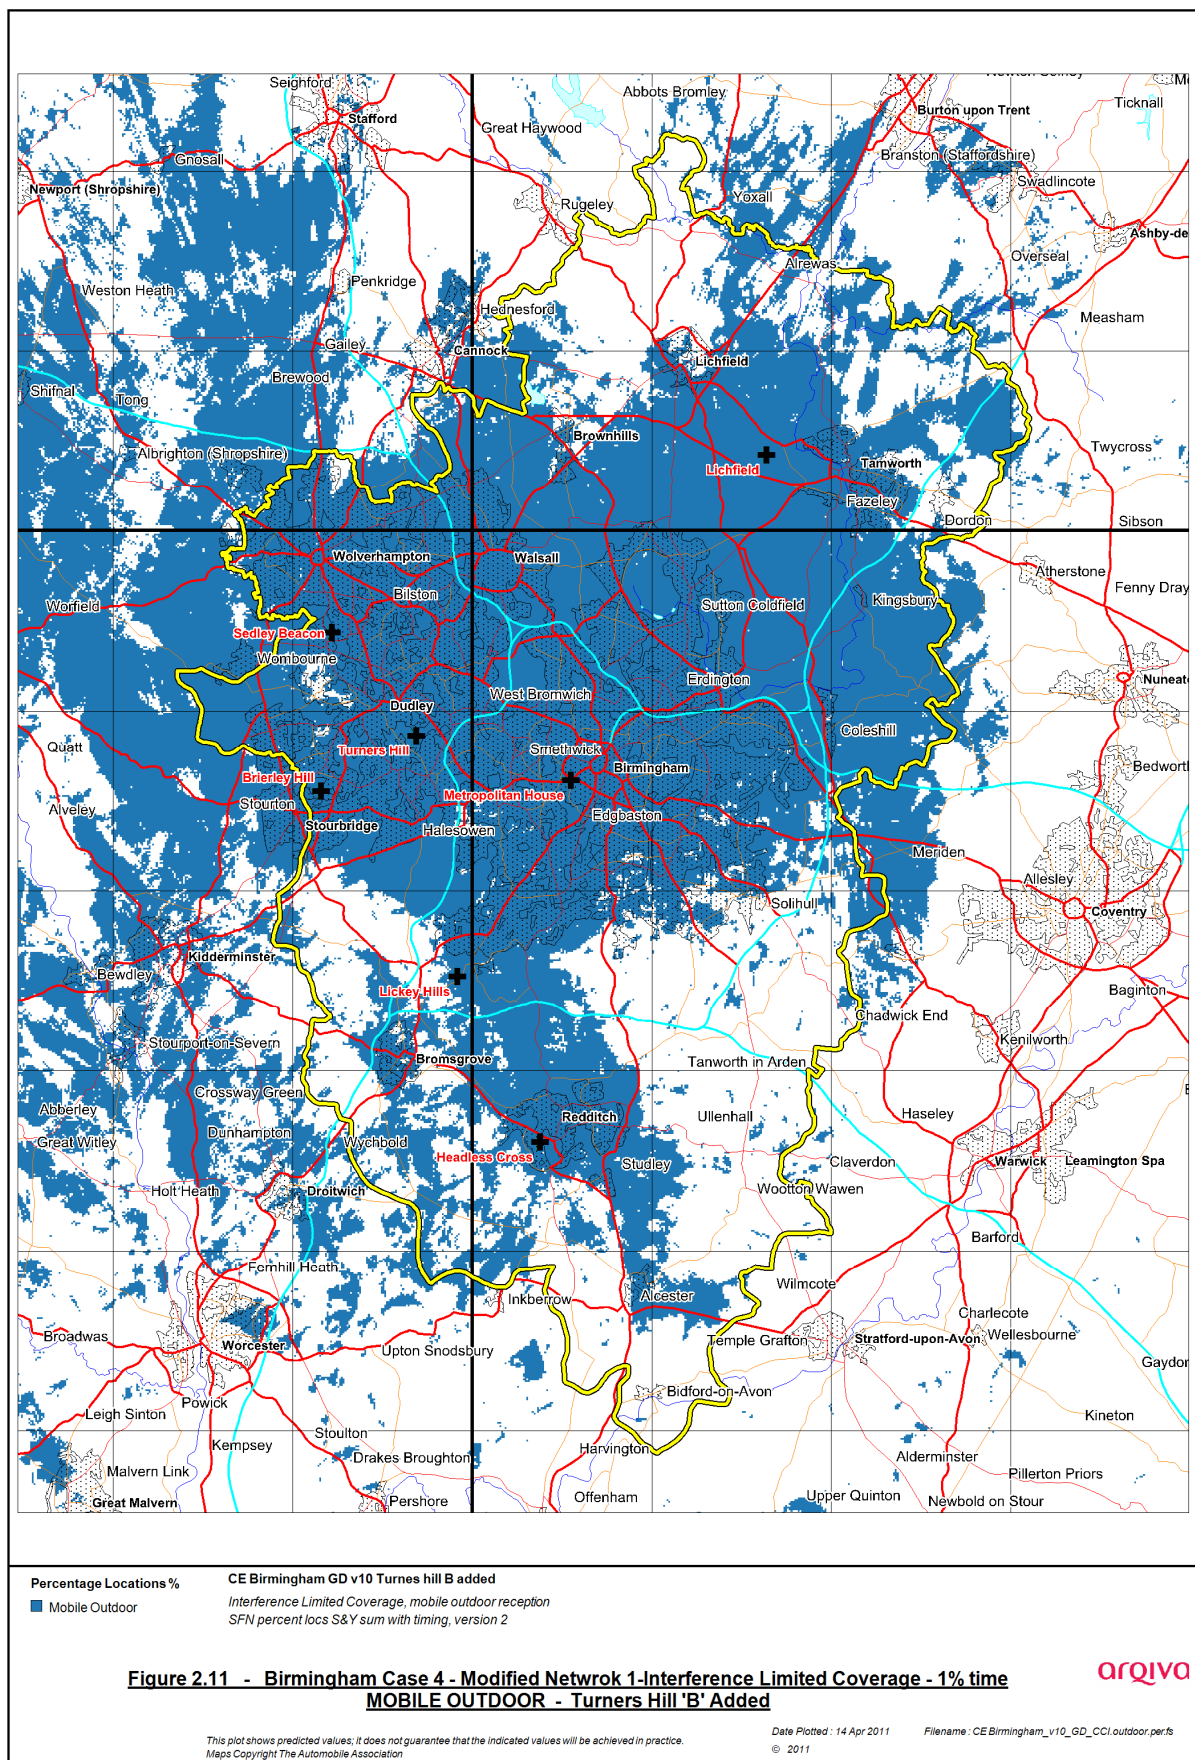 Seighford
Stafford
Great Haywood
Abbots Bromley
Burton upon Trent
Ticknall
Gnosall
Branston (Staffordshire)
Newport (Shropshire)
Swadlincote
Rugeley
Yoxall
Ashby-de
Overseal
Alrewas
Weston Heath
Penkridge
Hednesford
Measham
Gailey
Cannock
Lichfield
Brewood
Shifnal
Tong
Brownhills
Twycross
Albrighton (Shropshire)
Lichfield
Tamworth
Fazeley
Dordon
Sibson
Wolverhampton
Walsall
Atherstone
Fenny Dray
Bilston
Worfield
Sutton Coldfield
Kingsbury
Sedley Beacon
Wombourne
Erdington
Nuneat
West Bromwich
Dudley
Coleshill
Quatt
Turners Hill
Smethwick
Birmingham
Bedworth
Brierley Hill
Metropolitan House
Stourton
Alveley
Edgbaston
Stourbridge
Halesowen
Meriden
Allesley
Solihull
Coventry
Kidderminster
Bewdley
Lickey Hills
Baginton
Chadwick End
Stourport-on-Severn
Kenilworth
Bromsgrove
Tanworth in Arden
Crossway Green
Abberley
Redditch
Ullenhall
Haseley
Dunhampton
Great Witley
Wychbold
Headless Cross
Studley
Claverdon
Warwick
Leamington Spa
Holt Heath
Droitwich
Wootton Wawen
Barford
Fernhill Heath
Inkberrow
Alcester
Wilmcote
Charlecote
Broadwas
Worcester
Upton Snodsbury
Temple Grafton
Stratford-upon-Avon
Wellesbourne
Gaydon
Powick
Bidford-on-Avon
Leigh Sinton
Kineton
Kempsey
Stoulton
Harvington
Drakes Broughton
Alderminster
Malvern Link
Pillerton Priors
Great Malvern
Pershore
Offenham
Upper Quinton
Newbold on Stour
Percentage Locations %
Mobile Outdoor
CE Birmingham GD v10 Turnes hill B added
Interference Limited Coverage, mobile outdoor reception
SFN percent locs S&Y sum with timing, version 2
Figure 2.11 - Birmingham Case 4 - Modified Netwrok 1-Interference Limited Coverage - 1% time
MOBILE OUTDOOR - Turners Hill 'B' Added
arqiva
This plot shows predicted values; it does not guarantee that the indicated values will be achieved in practice.
Maps Copyright The Automobile Association
Date Plotted : 14 Apr 2011
© 2011
Filename : CE Birmingham_v10_GD_CCI.outdoor.per.fs